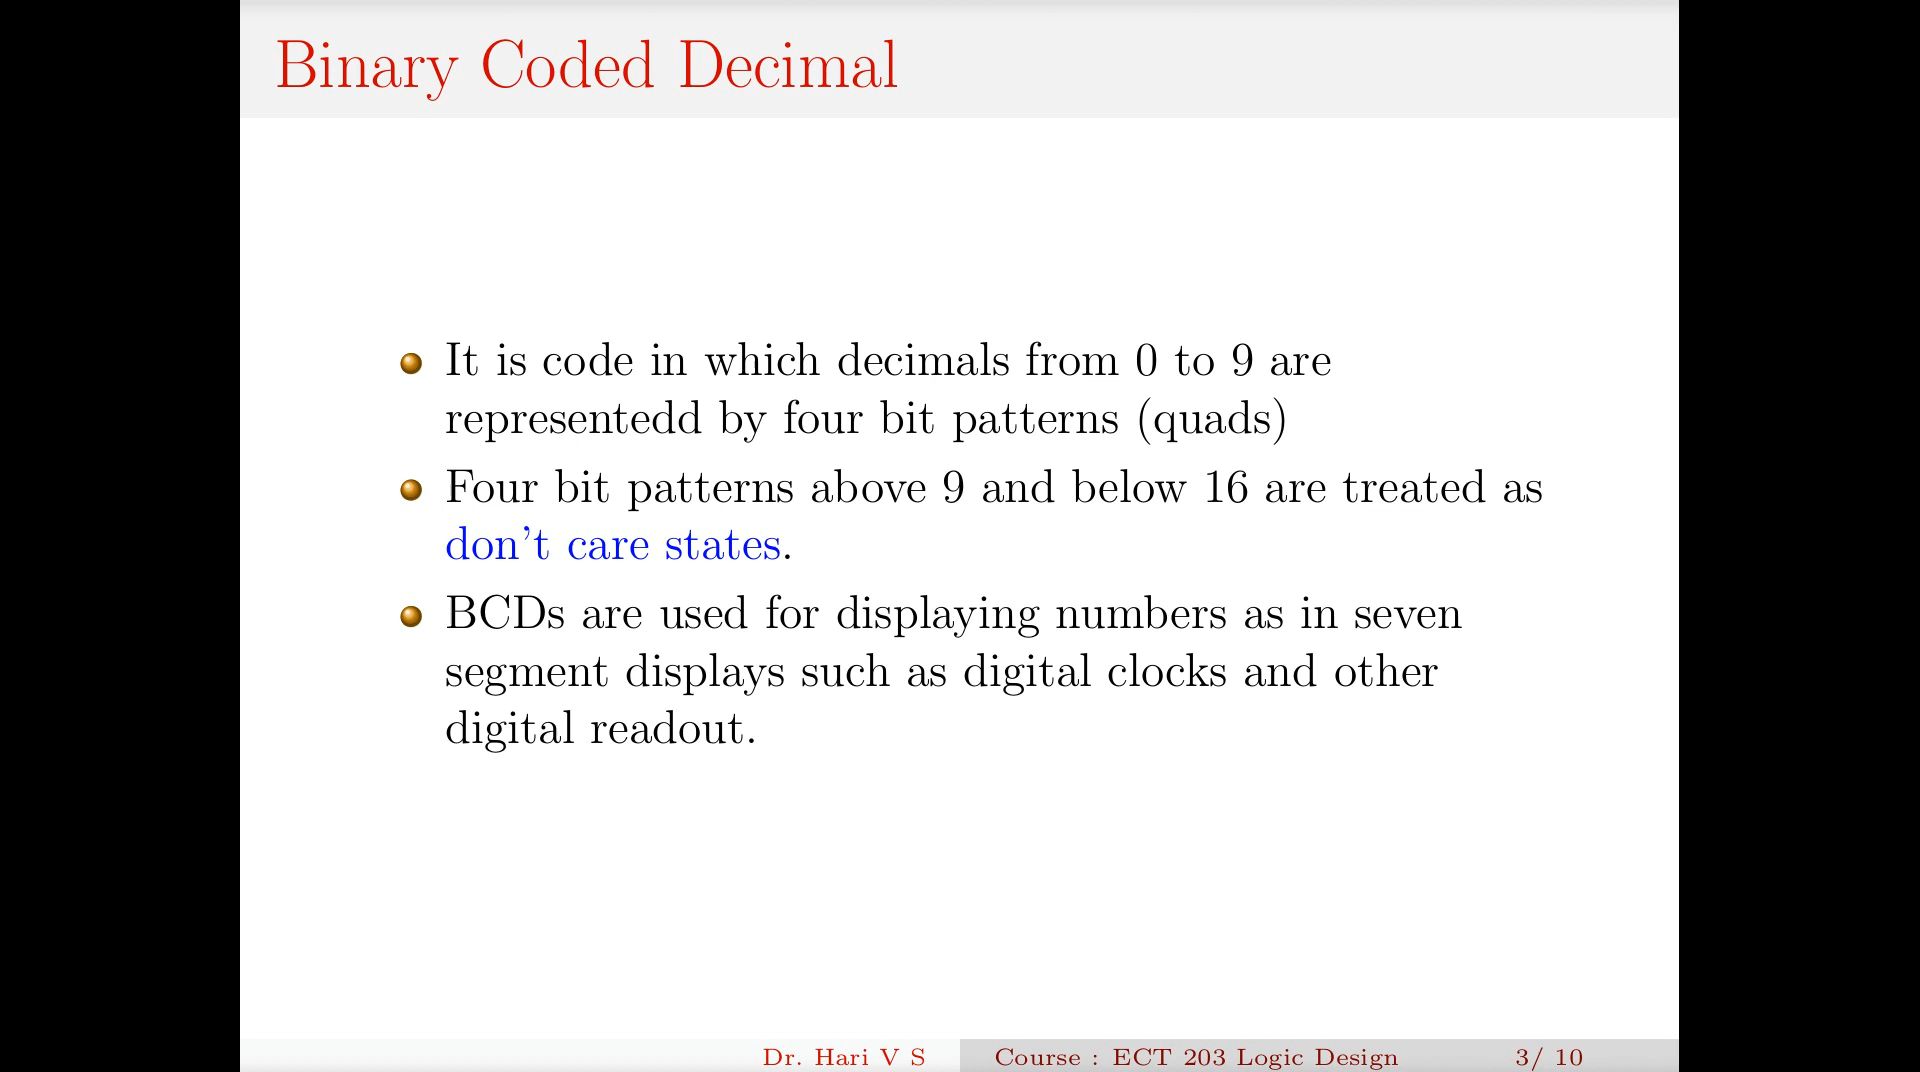 Binary Coded Decimal
It is code in which decimals from 0 to 9 are
representedd by four bit patterns (quads)
Four bit patterns above 9 and below 16 are treated as
don't care states.
BCDs are used for displaying numbers as in seven
segment displays such as digital clocks and other
digital readout.
Dr. Hari V S Course : ECT 203 Logic Design 3/ 10